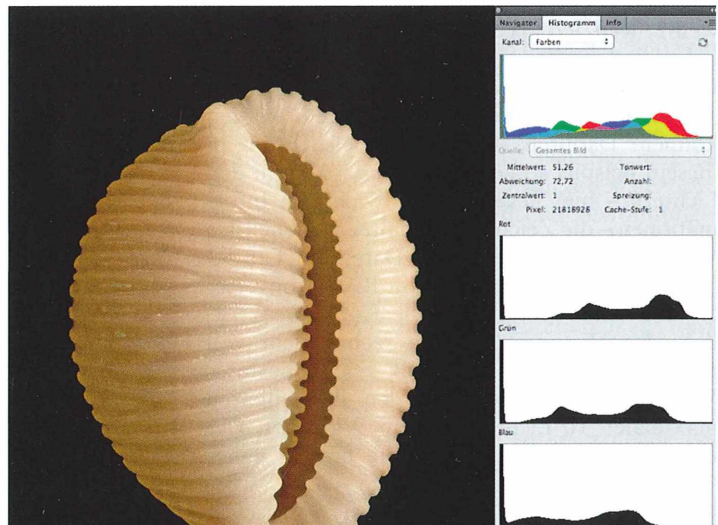 Navigator Histogramm Info
Kanal: Farben
Quelle: Gesamtes Bild
Mittelwert: 51,26 Tonwert:
Abweichung: 72,72 Anzahl:
Zentralwert: 1 Spreizung:
Pixel: 21818928 Cache-Stufe: 1
Rot
Grün
Blau